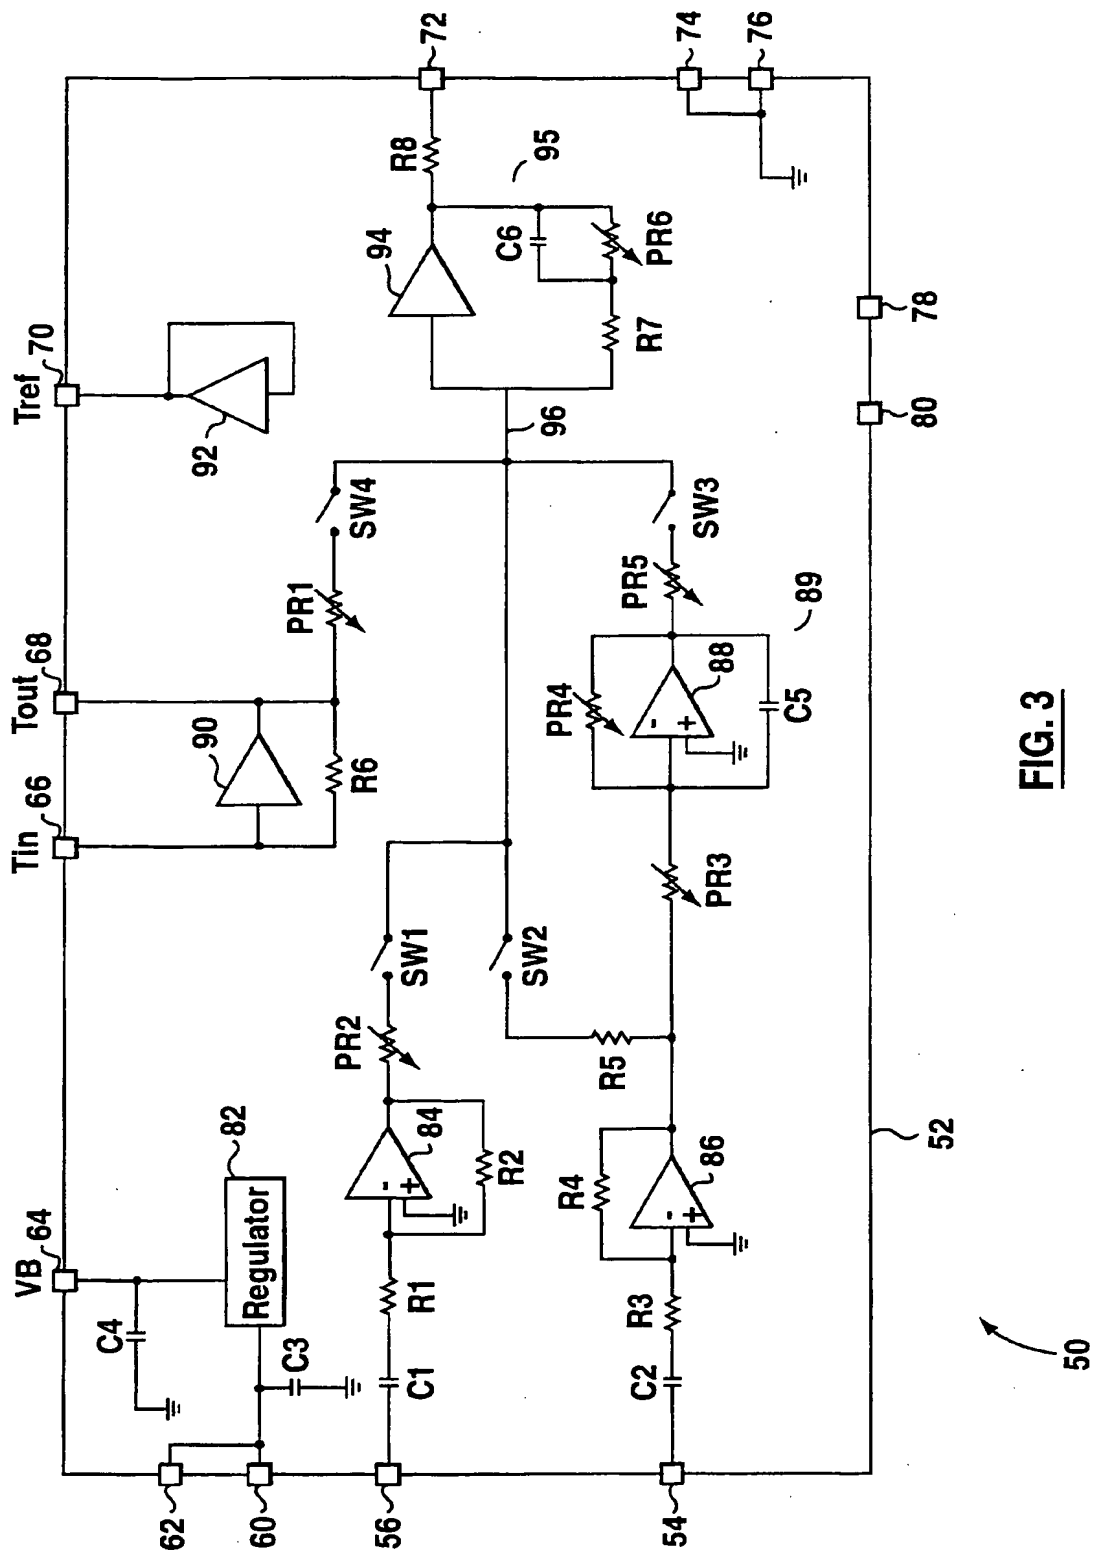 VB 64
Tin 66
Tout 68
Tref 70
62
60
56
54
C4
C3
Regulator
82
C1
R1
84
R2
PR2
SW1
SW2
R5
C2
R3
R4
86
PR3
PR4
88
C5
89
PR5
SW3
90
R6
PR1
SW4
92
96
94
R7
C6
PR6
95
R8
72
74
76
78
80
52
50
- +
- +
- +
FIG. 3